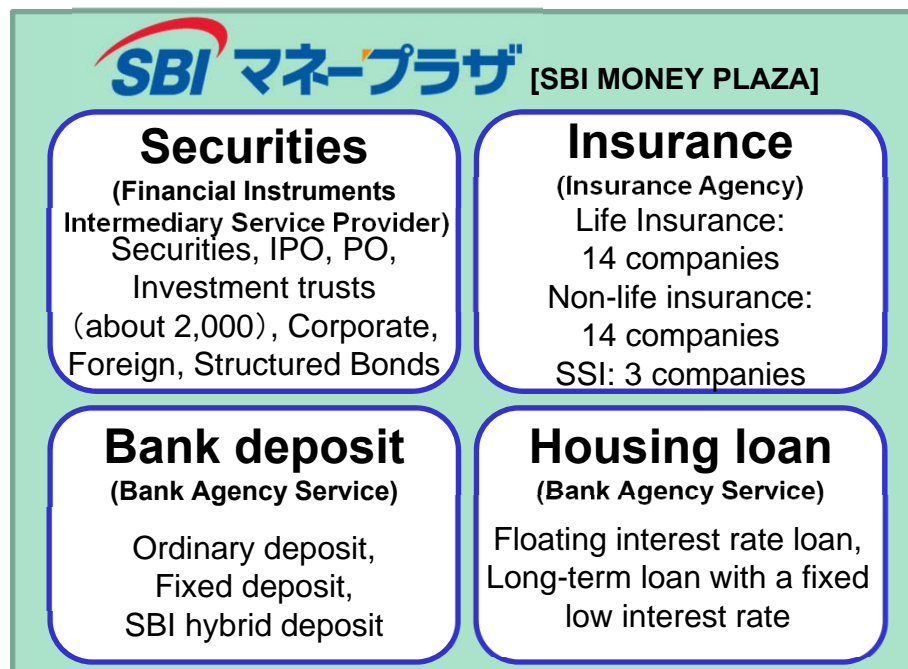 SBI マネープラザ [SBI MONEY PLAZA]
Securities
(Financial Instruments
Intermediary Service Provider)
Securities, IPO, PO,
Investment trusts
（about 2,000）, Corporate,
Foreign, Structured Bonds
Insurance
(Insurance Agency)
Life Insurance:
14 companies
Non-life insurance:
14 companies
SSI: 3 companies
Bank deposit
(Bank Agency Service)
Ordinary deposit,
Fixed deposit,
SBI hybrid deposit
Housing loan
(Bank Agency Service)
Floating interest rate loan,
Long-term loan with a fixed
low interest rate